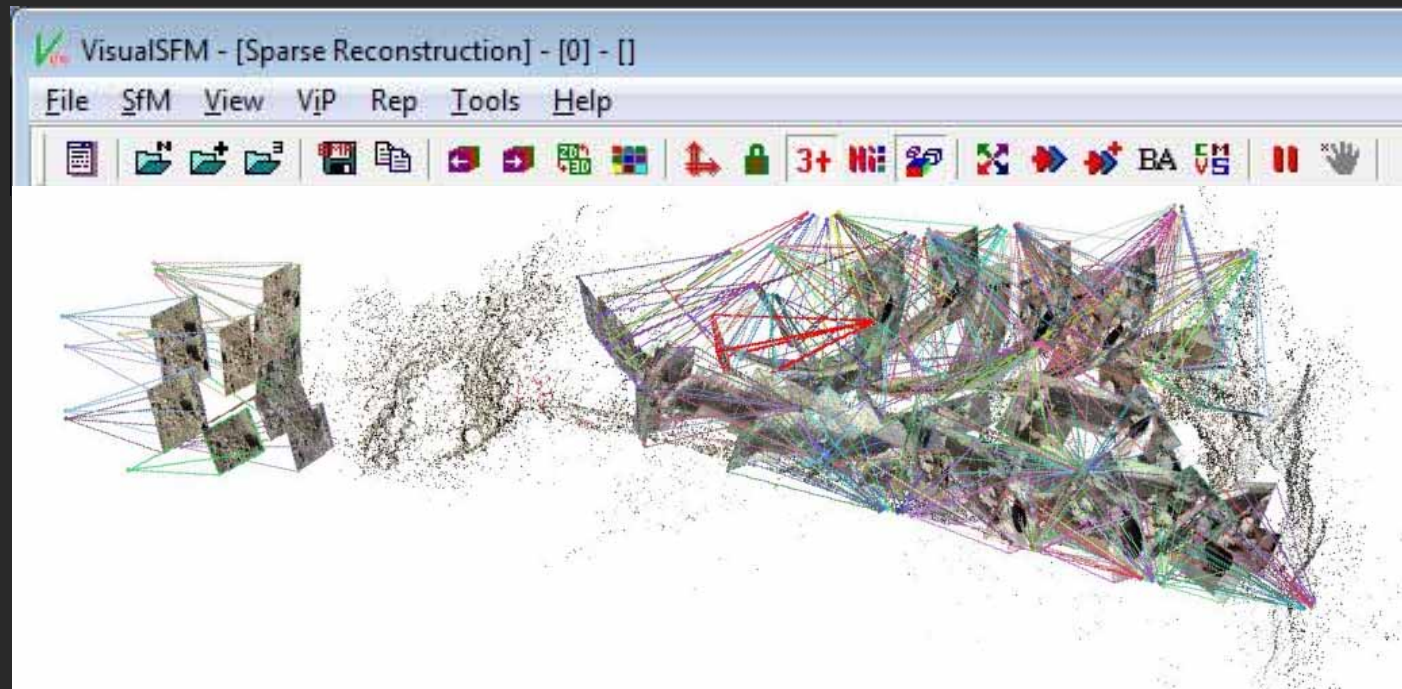 VisualSFM - [Sparse Reconstruction] - [0] - []
File SfM View ViP Rep Tools Help
3+ BA